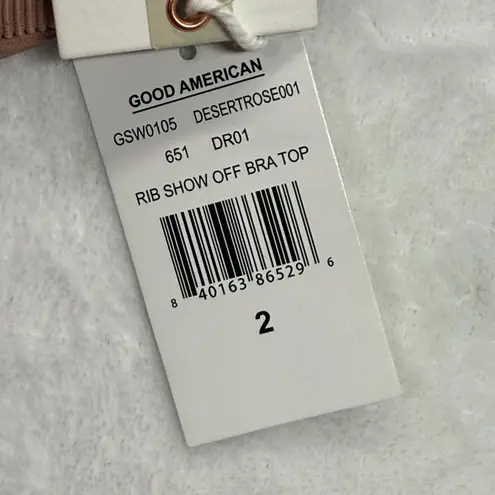 GOOD AMERICAN
GSW0105 DESERTROSE001
651 DR01
RIB SHOW OFF BRA TOP
8 40163 86529 6
2